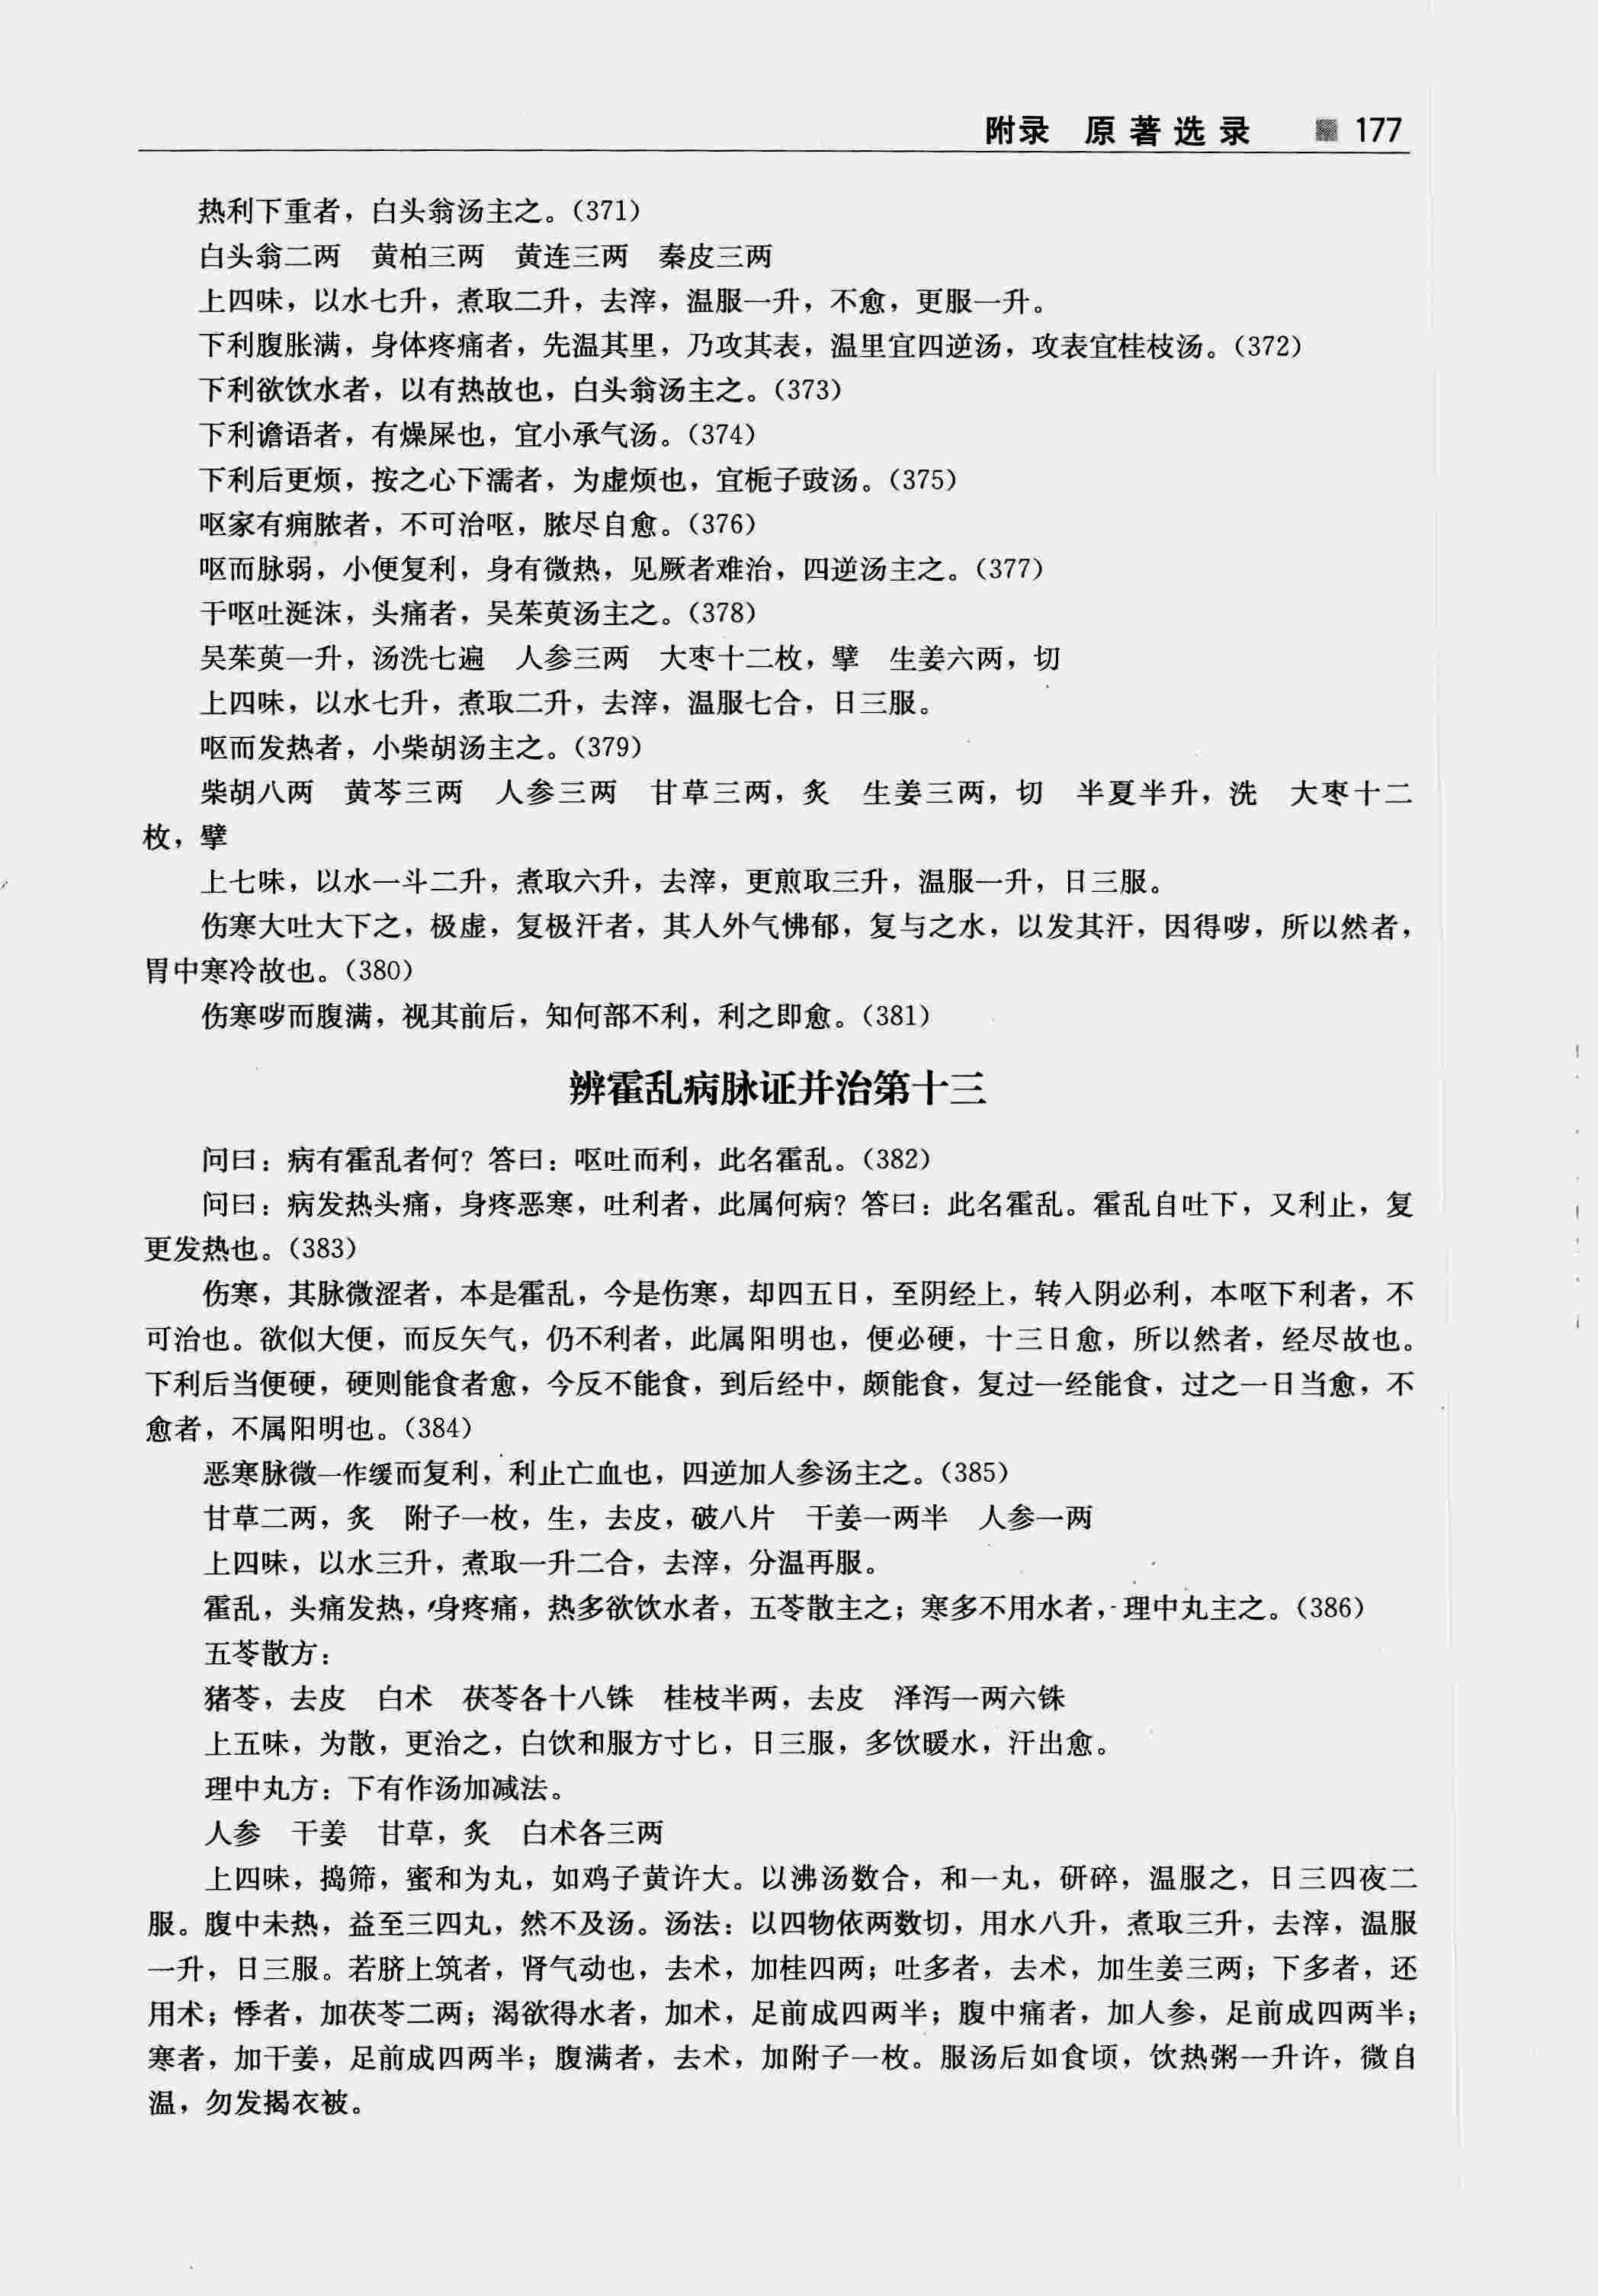 附录 原著选录 177
热利下重者，白头翁汤主之。(371)
白头翁二两 黄柏三两 黄连三两 秦皮三两
上四味，以水七升，煮取二升，去滓，温服一升，不愈，更服一升。
下利腹胀满，身体疼痛者，先温其里，乃攻其表，温里宜四逆汤，攻表宜桂枝汤。(372)
下利欲饮水者，以有热故也，白头翁汤主之。(373)
下利谵语者，有燥屎也，宜小承气汤。(374)
下利后更烦，按之心下濡者，为虚烦也，宜栀子豉汤。(375)
呕家有痈脓者，不可治呕，脓尽自愈。(376)
呕而脉弱，小便复利，身有微热，见厥者难治，四逆汤主之。(377)
干呕吐涎沫，头痛者，吴茱萸汤主之。(378)
吴茱萸一升，汤洗七遍 人参三两 大枣十二枚，擘 生姜六两，切
上四味，以水七升，煮取二升，去滓，温服七合，日三服。
呕而发热者，小柴胡汤主之。(379)
柴胡八两 黄芩三两 人参三两 甘草三两，炙 生姜三两，切 半夏半升，洗 大枣十二
枚，擘
上七味，以水一斗二升，煮取六升，去滓，更煎取三升，温服一升，日三服。
伤寒大吐大下之，极虚，复极汗者，其人外气怫郁，复与之水，以发其汗，因得哕，所以然者，
胃中寒冷故也。(380)
伤寒哕而腹满，视其前后，知何部不利，利之即愈。(381)
辨霍乱病脉证并治第十三
问曰：病有霍乱者何？答曰：呕吐而利，此名霍乱。(382)
问曰：病发热头痛，身疼恶寒，吐利者，此属何病？答曰：此名霍乱。霍乱自吐下，又利止，复
更发热也。(383)
伤寒，其脉微涩者，本是霍乱，今是伤寒，却四五日，至阴经上，转入阴必利，本呕下利者，不
可治也。欲似大便，而反矢气，仍不利者，此属阳明也，便必硬，十三日愈，所以然者，经尽故也。
下利后当便硬，硬则能食者愈，今反不能食，到后经中，颇能食，复过一经能食，过之一日当愈，不
愈者，不属阳明也。(384)
恶寒脉微一作缓而复利，利止亡血也，四逆加人参汤主之。(385)
甘草二两，炙 附子一枚，生，去皮，破八片 干姜一两半 人参一两
上四味，以水三升，煮取一升二合，去滓，分温再服。
霍乱，头痛发热，身疼痛，热多欲饮水者，五苓散主之；寒多不用水者，理中丸主之。(386)
五苓散方：
猪苓，去皮 白术 茯苓各十八铢 桂枝半两，去皮 泽泻一两六铢
上五味，为散，更治之，白饮和服方寸匕，日三服，多饮暖水，汗出愈。
理中丸方：下有作汤加减法。
人参 干姜 甘草，炙 白术各三两
上四味，捣筛，蜜和为丸，如鸡子黄许大。以沸汤数合，和一丸，研碎，温服之，日三四夜二
服。腹中未热，益至三四丸，然不及汤。汤法：以四物依两数切，用水八升，煮取三升，去滓，温服
一升，日三服。若脐上筑者，肾气动也，去术，加桂四两；吐多者，去术，加生姜三两；下多者，还
用术；悸者，加茯苓二两；渴欲得水者，加术，足前成四两半；腹中痛者，加人参，足前成四两半；
寒者，加干姜，足前成四两半；腹满者，去术，加附子一枚。服汤后如食顷，饮热粥一升许，微自
温，勿发揭衣被。